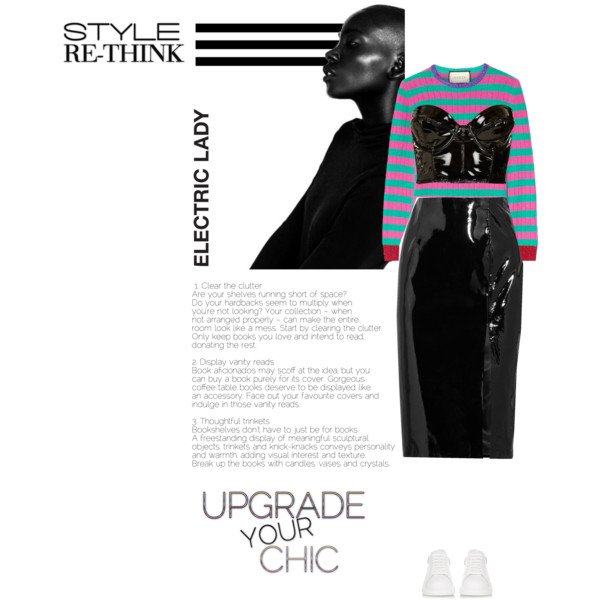 STYLE
RE-THINK
ELECTRIC LADY
1. Clear the clutter
Are your shelves running short of space?
Do your hardbacks seem to multiply when
you're not looking? Your collection – when
not arranged properly – can make the entire
room look like a mess. Start by clearing the clutter.
Only keep books you love and intend to read,
donating the rest.
2. Display vanity reads
Book aficionados may scoff at the idea, but you
can buy a book purely for its cover. Gorgeous
coffee table books deserve to be displayed like
an accessory. Face out your favourite covers and
indulge in those vanity reads.
3. Thoughtful trinkets
Bookshelves don't have to just be for books.
A freestanding display of meaningful sculptural
objects, trinkets and knick-knacks conveys personality
and warmth, adding visual interest and texture.
Break up the books with candles, vases and crystals.
UPGRADE
YOUR
CHIC